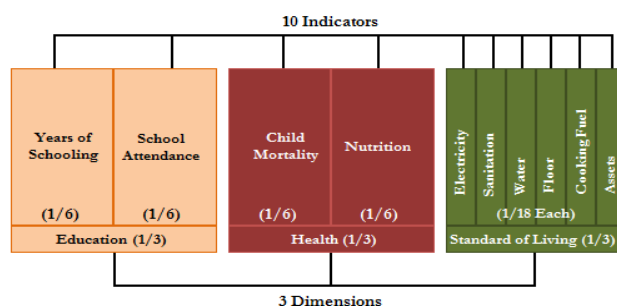 10 Indicators
Years of
Schooling
(1/6)
School
Attendance
(1/6)
Education (1/3)
Child
Mortality
(1/6)
Nutrition
(1/6)
Health (1/3)
Electricity
Sanitation
Water
Floor
Cooking Fuel
Assets
(1/18 Each)
Standard of Living (1/3)
3 Dimensions